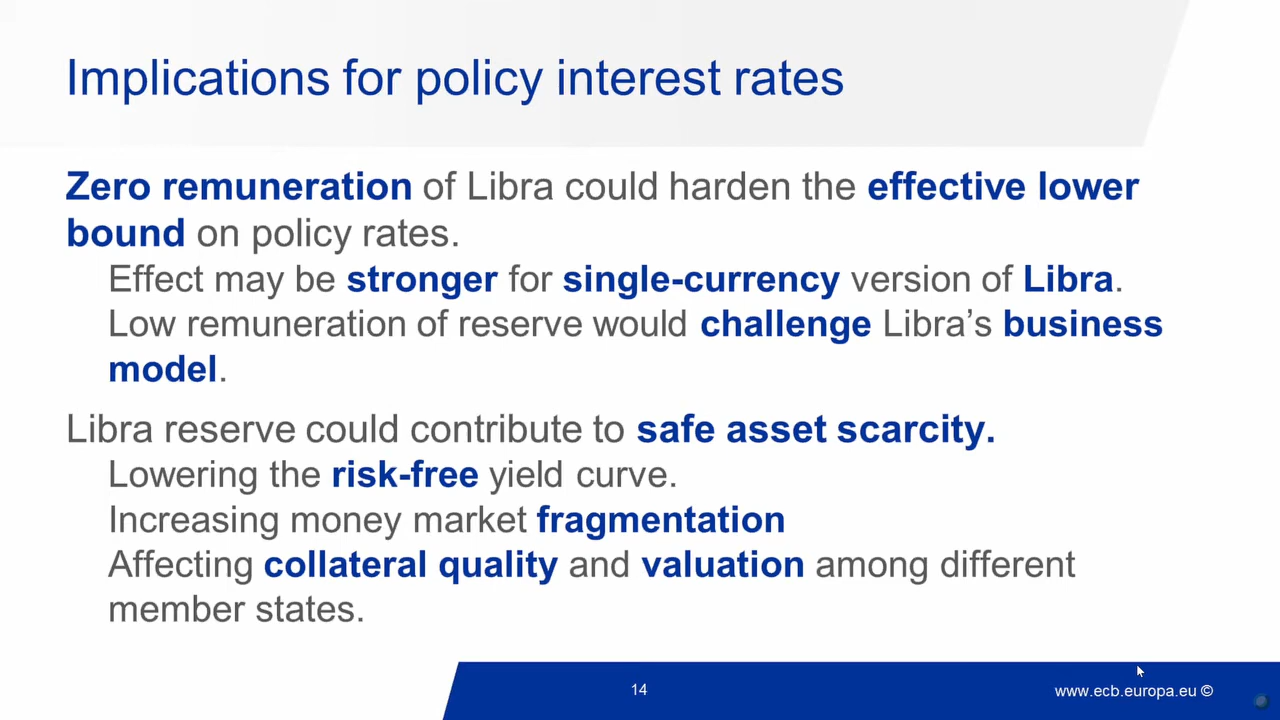 Implications for policy interest rates
Zero remuneration of Libra could harden the effective lower
bound on policy rates.
Effect may be stronger for single-currency version of Libra.
Low remuneration of reserve would challenge Libra’s business
model.
Libra reserve could contribute to safe asset scarcity.
Lowering the risk-free yield curve.
Increasing money market fragmentation
Affecting collateral quality and valuation among different
member states.
14
www.ecb.europa.eu ©